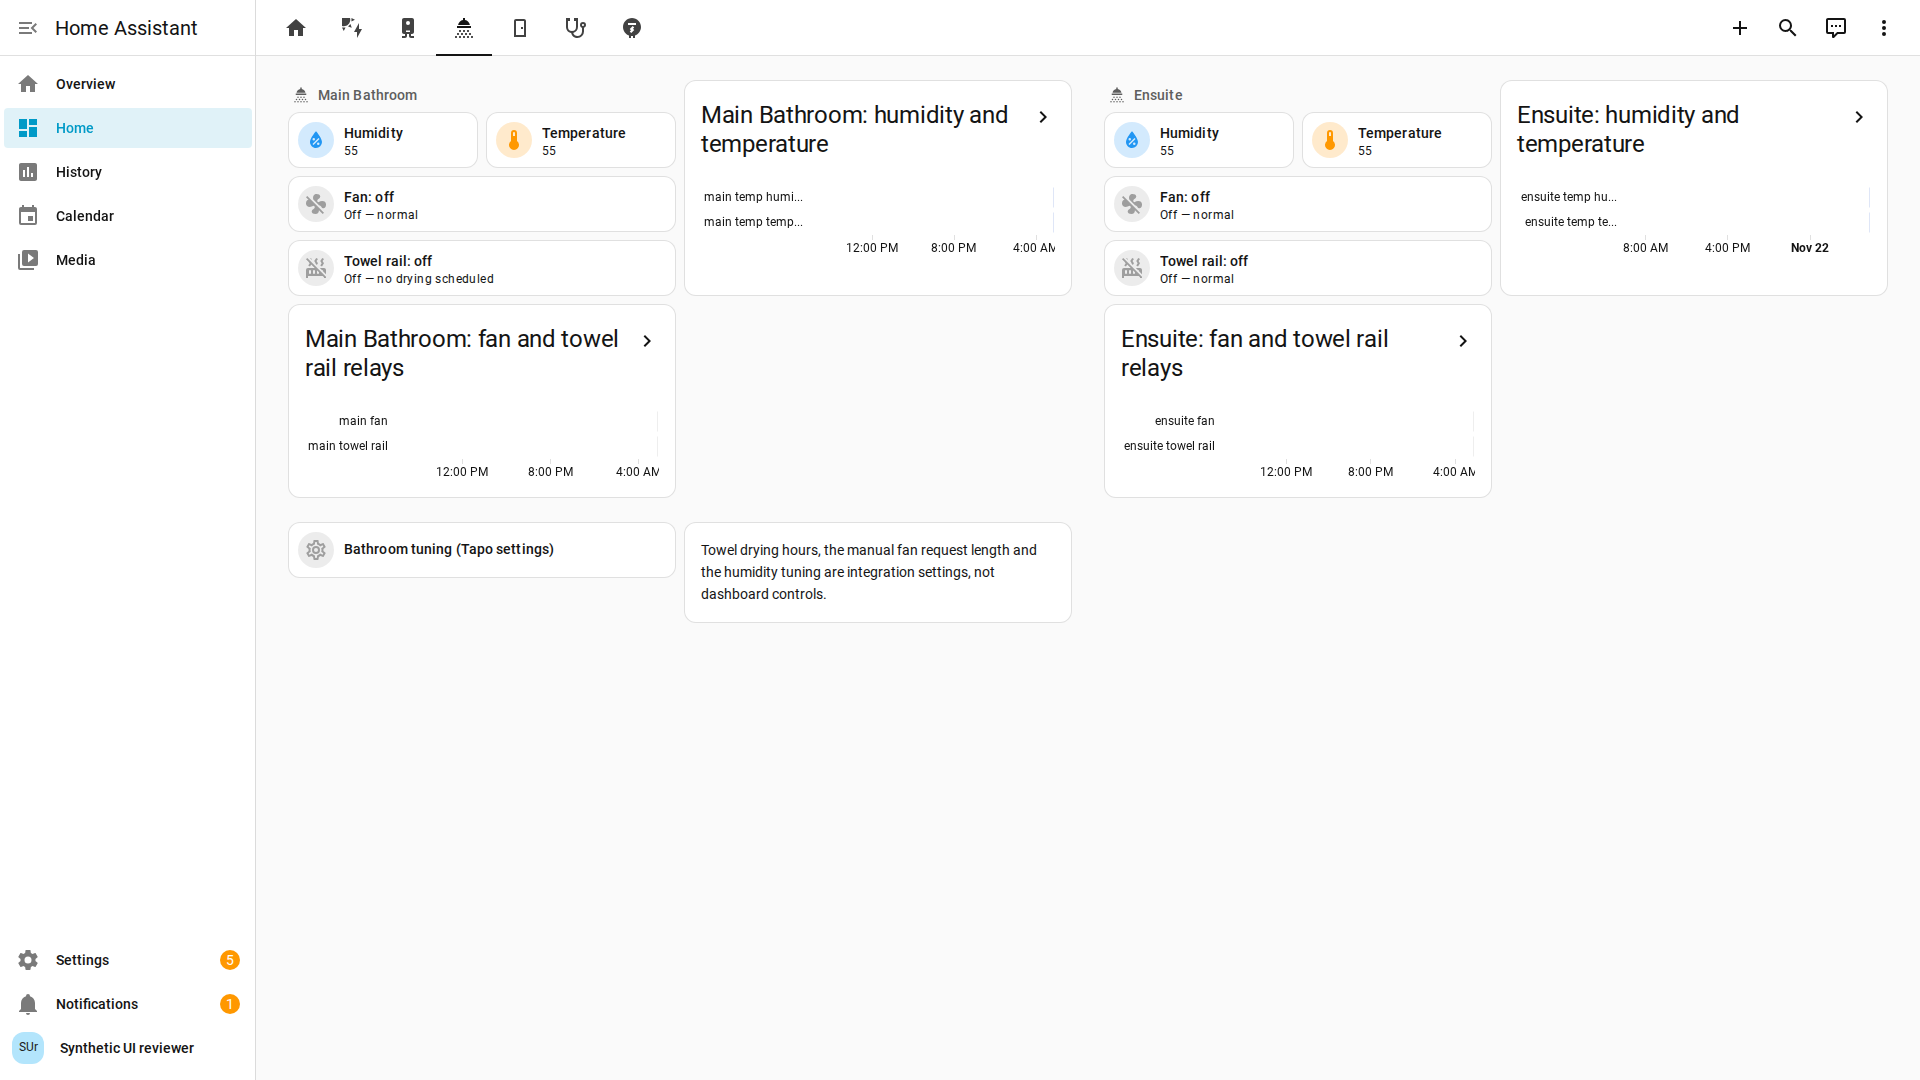 Home Assistant
Overview
Home
History
Calendar
Media
Settings
5
Notifications
1
SUr
Synthetic UI reviewer
Main Bathroom
Humidity
55
Temperature
55
Fan: off
Off – normal
Towel rail: off
Off – no drying scheduled
Main Bathroom: humidity and
temperature
main temp humi...
main temp temp...
12:00 PM
8:00 PM
4:00 AM
Main Bathroom: fan and towel
rail relays
main fan
main towel rail
12:00 PM
8:00 PM
4:00 AM
Ensuite
Humidity
55
Temperature
55
Fan: off
Off – normal
Towel rail: off
Off – normal
Ensuite: humidity and
temperature
ensuite temp hu...
ensuite temp te...
8:00 AM
4:00 PM
Nov 22
Ensuite: fan and towel rail
relays
ensuite fan
ensuite towel rail
12:00 PM
8:00 PM
4:00 AM
Bathroom tuning (Tapo settings)
Towel drying hours, the manual fan request length and
the humidity tuning are integration settings, not
dashboard controls.